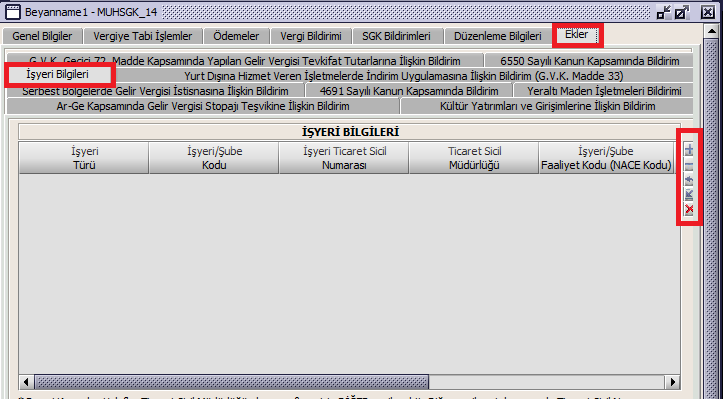 Beyanname1 - MUHSGK_14
Genel Bilgiler Vergiye Tabi İşlemler Ödemeler Vergi Bildirimi SGK Bildirimleri Düzenleme Bilgileri Ekler
G.V.K. Geçici 72. Madde Kapsamında Yapılan Gelir Vergisi Tevkifat Tutarlarına İlişkin Bildirim 6550 Sayılı Kanun Kapsamında Bildirim
İşyeri Bilgileri Yurt Dışına Hizmet Veren İşletmelerde İndirim Uygulamasına İlişkin Bildirim (G.V.K. Madde 33)
Serbest Bölgelerde Gelir Vergisi İstisnasına İlişkin Bildirim 4691 Sayılı Kanun Kapsamında Bildirim Yeraltı Maden İşletmeleri Bildirimi
Ar-Ge Kapsamında Gelir Vergisi Stopajı Teşvikine İlişkin Bildirim Kültür Yatırımları ve Girişimlerine İlişkin Bildirim
İŞYERİ BİLGİLERİ
İşyeri İşyeri/Şube İşyeri Ticaret Sicil Ticaret Sicil İşyeri/Şube
Türü Kodu Numarası Müdürlüğü Faaliyet Kodu (NACE Kodu)